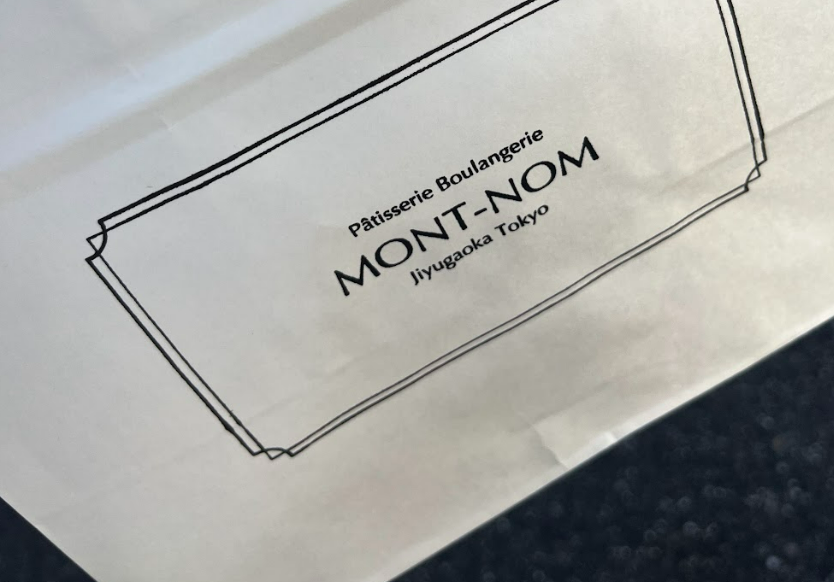 Pâtisserie Boulangerie
MONT-NOM
Jiyugaoka Tokyo